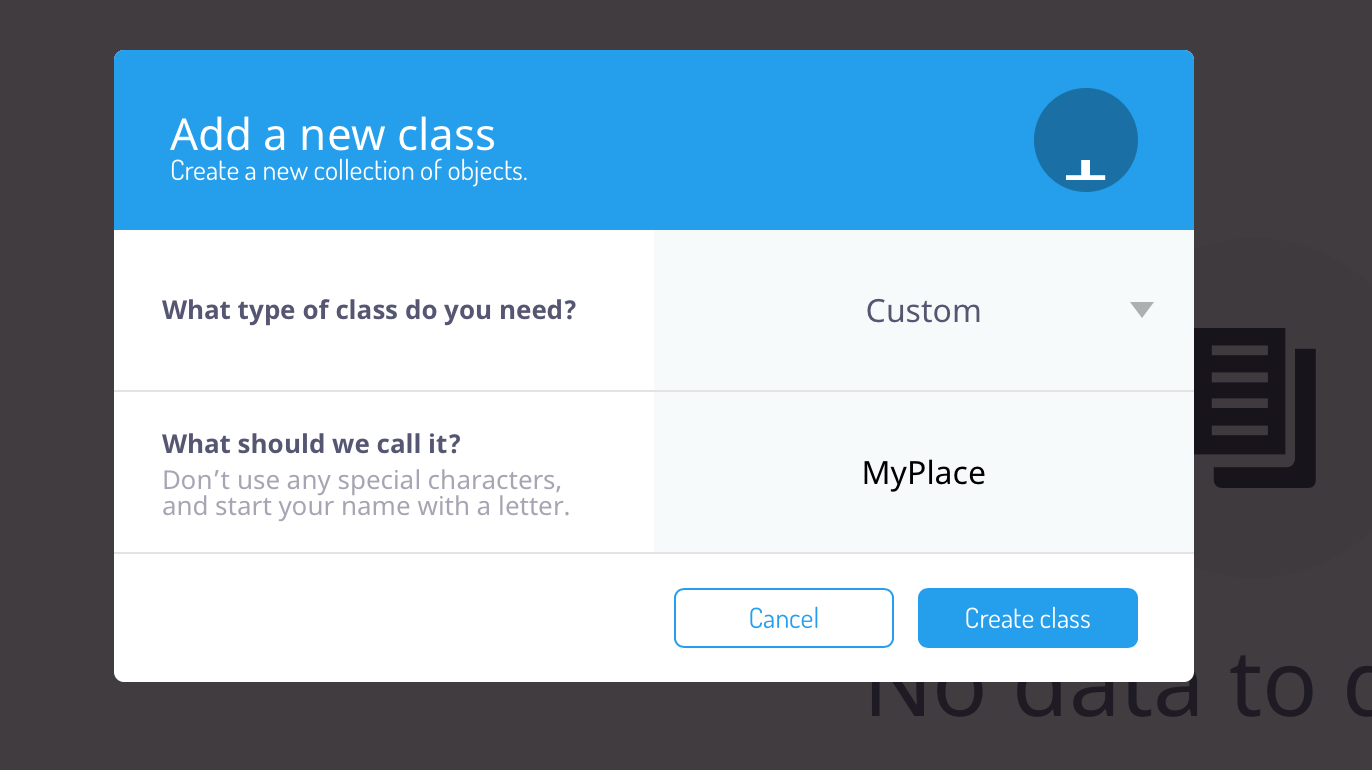 Add a new class
Create a new collection of objects.
What type of class do you need?
Custom
What should we call it?
Don’t use any special characters,
and start your name with a letter.
MyPlace
Cancel
Create class
No data to